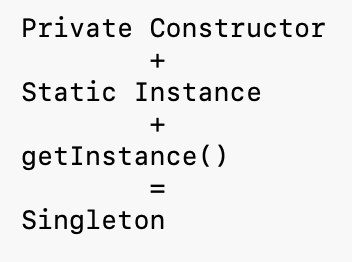 Private Constructor
+
Static Instance
+
getInstance()
=
Singleton